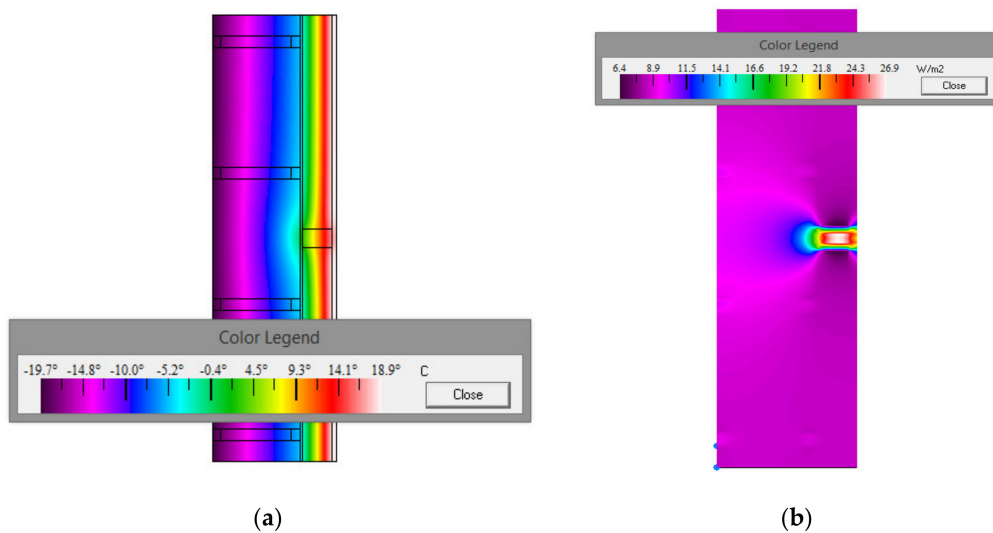 Color Legend
-19.7° -14.8° -10.0° -5.2° -0.4° 4.5° 9.3° 14.1° 18.9° C
Close
(a)
Color Legend
6.4 8.9 11.5 14.1 16.6 19.2 21.8 24.3 26.9 W/m2
Close
(b)